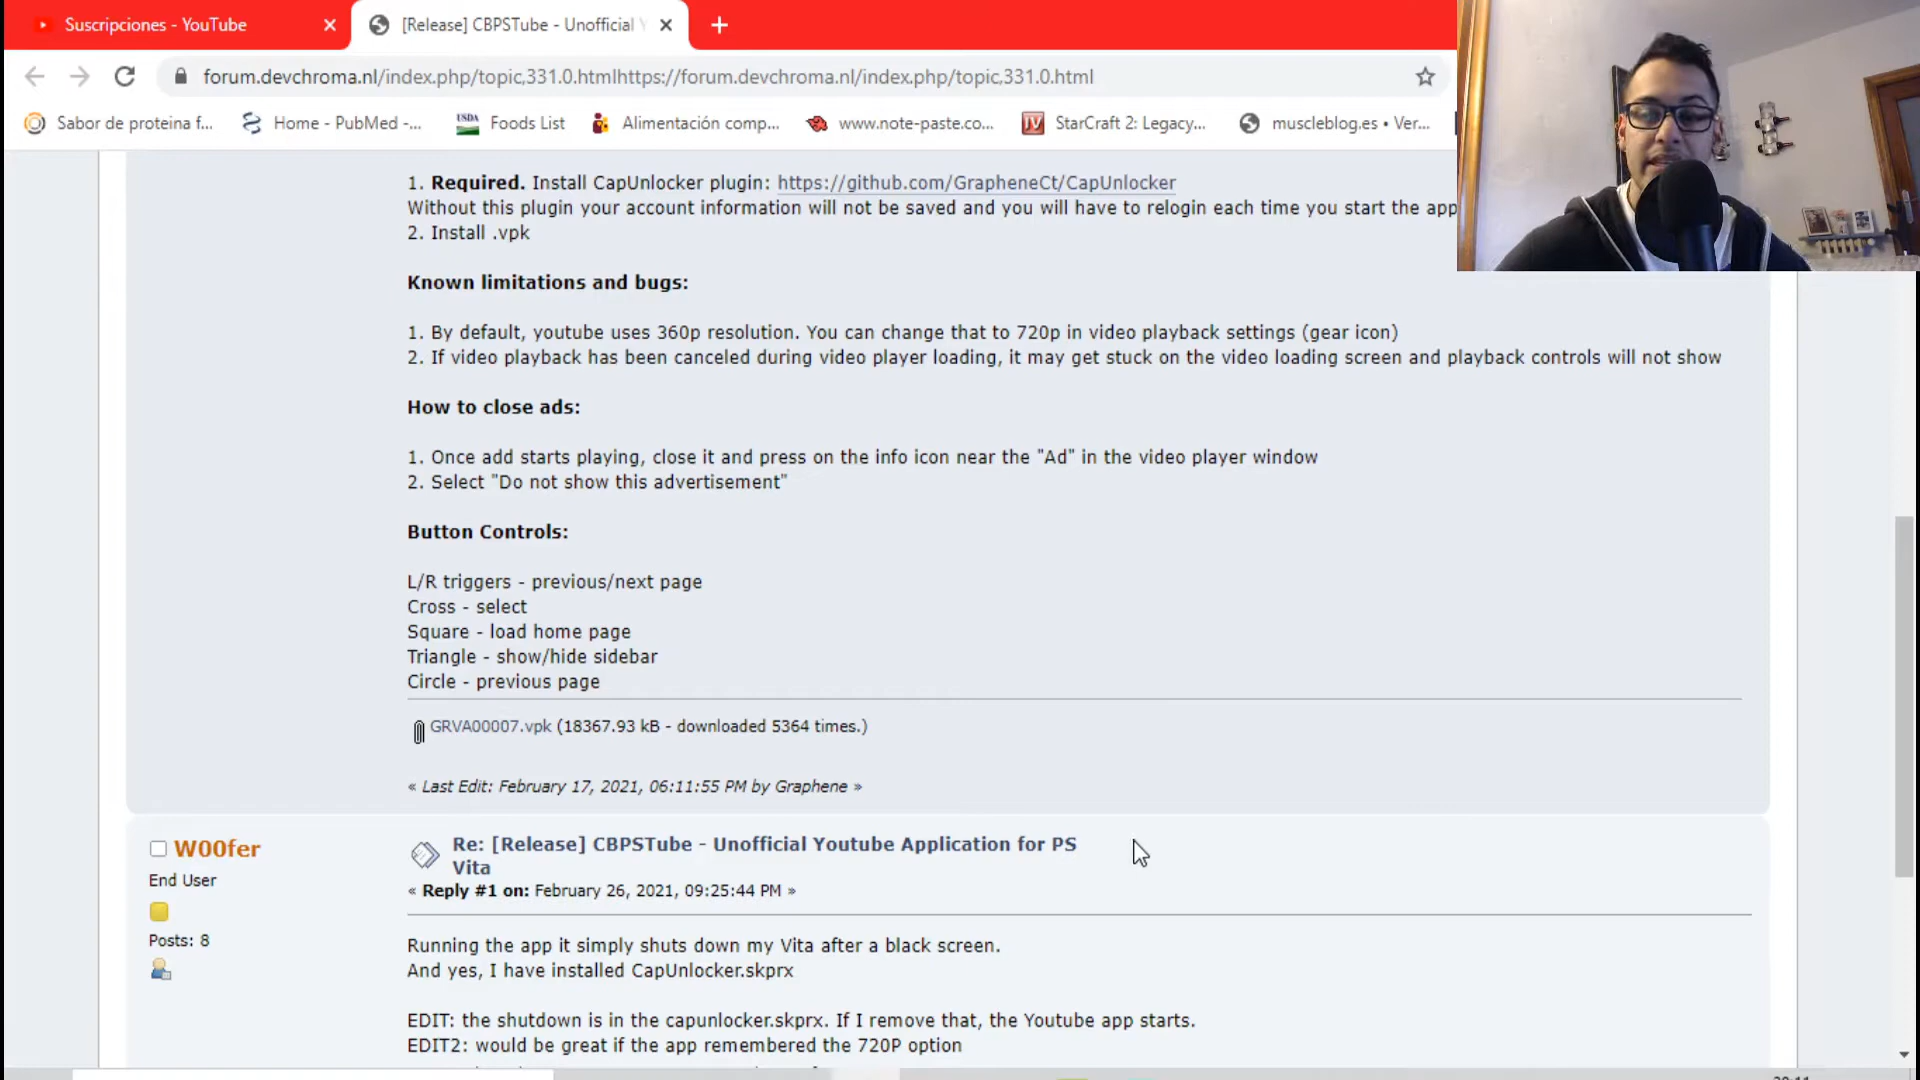 Suscripciones - YouTube
[Release] CBPSTube - Unofficial
forum.devchroma.nl/index.php/topic,331.0.htmlhttps://forum.devchroma.nl/index.php/topic,331.0.html
Sabor de proteina f...
Home - PubMed -...
USDA
Foods List
Alimentación comp...
www.note-paste.co...
StarCraft 2: Legacy...
muscleblog.es • Ver...
1. Required. Install CapUnlocker plugin: https://github.com/GrapheneCt/CapUnlocker
Without this plugin your account information will not be saved and you will have to relogin each time you start the app
2. Install .vpk
Known limitations and bugs:
1. By default, youtube uses 360p resolution. You can change that to 720p in video playback settings (gear icon)
2. If video playback has been canceled during video player loading, it may get stuck on the video loading screen and playback controls will not show
How to close ads:
1. Once add starts playing, close it and press on the info icon near the "Ad" in the video player window
2. Select "Do not show this advertisement"
Button Controls:
L/R triggers - previous/next page
Cross - select
Square - load home page
Triangle - show/hide sidebar
Circle - previous page
GRVA00007.vpk (18367.93 kB - downloaded 5364 times.)
« Last Edit: February 17, 2021, 06:11:55 PM by Graphene »
W00fer
End User
Posts: 8
Re: [Release] CBPSTube - Unofficial Youtube Application for PS
Vita
« Reply #1 on: February 26, 2021, 09:25:44 PM »
Running the app it simply shuts down my Vita after a black screen.
And yes, I have installed CapUnlocker.skprx
EDIT: the shutdown is in the capunlocker.skprx. If I remove that, the Youtube app starts.
EDIT2: would be great if the app remembered the 720P option